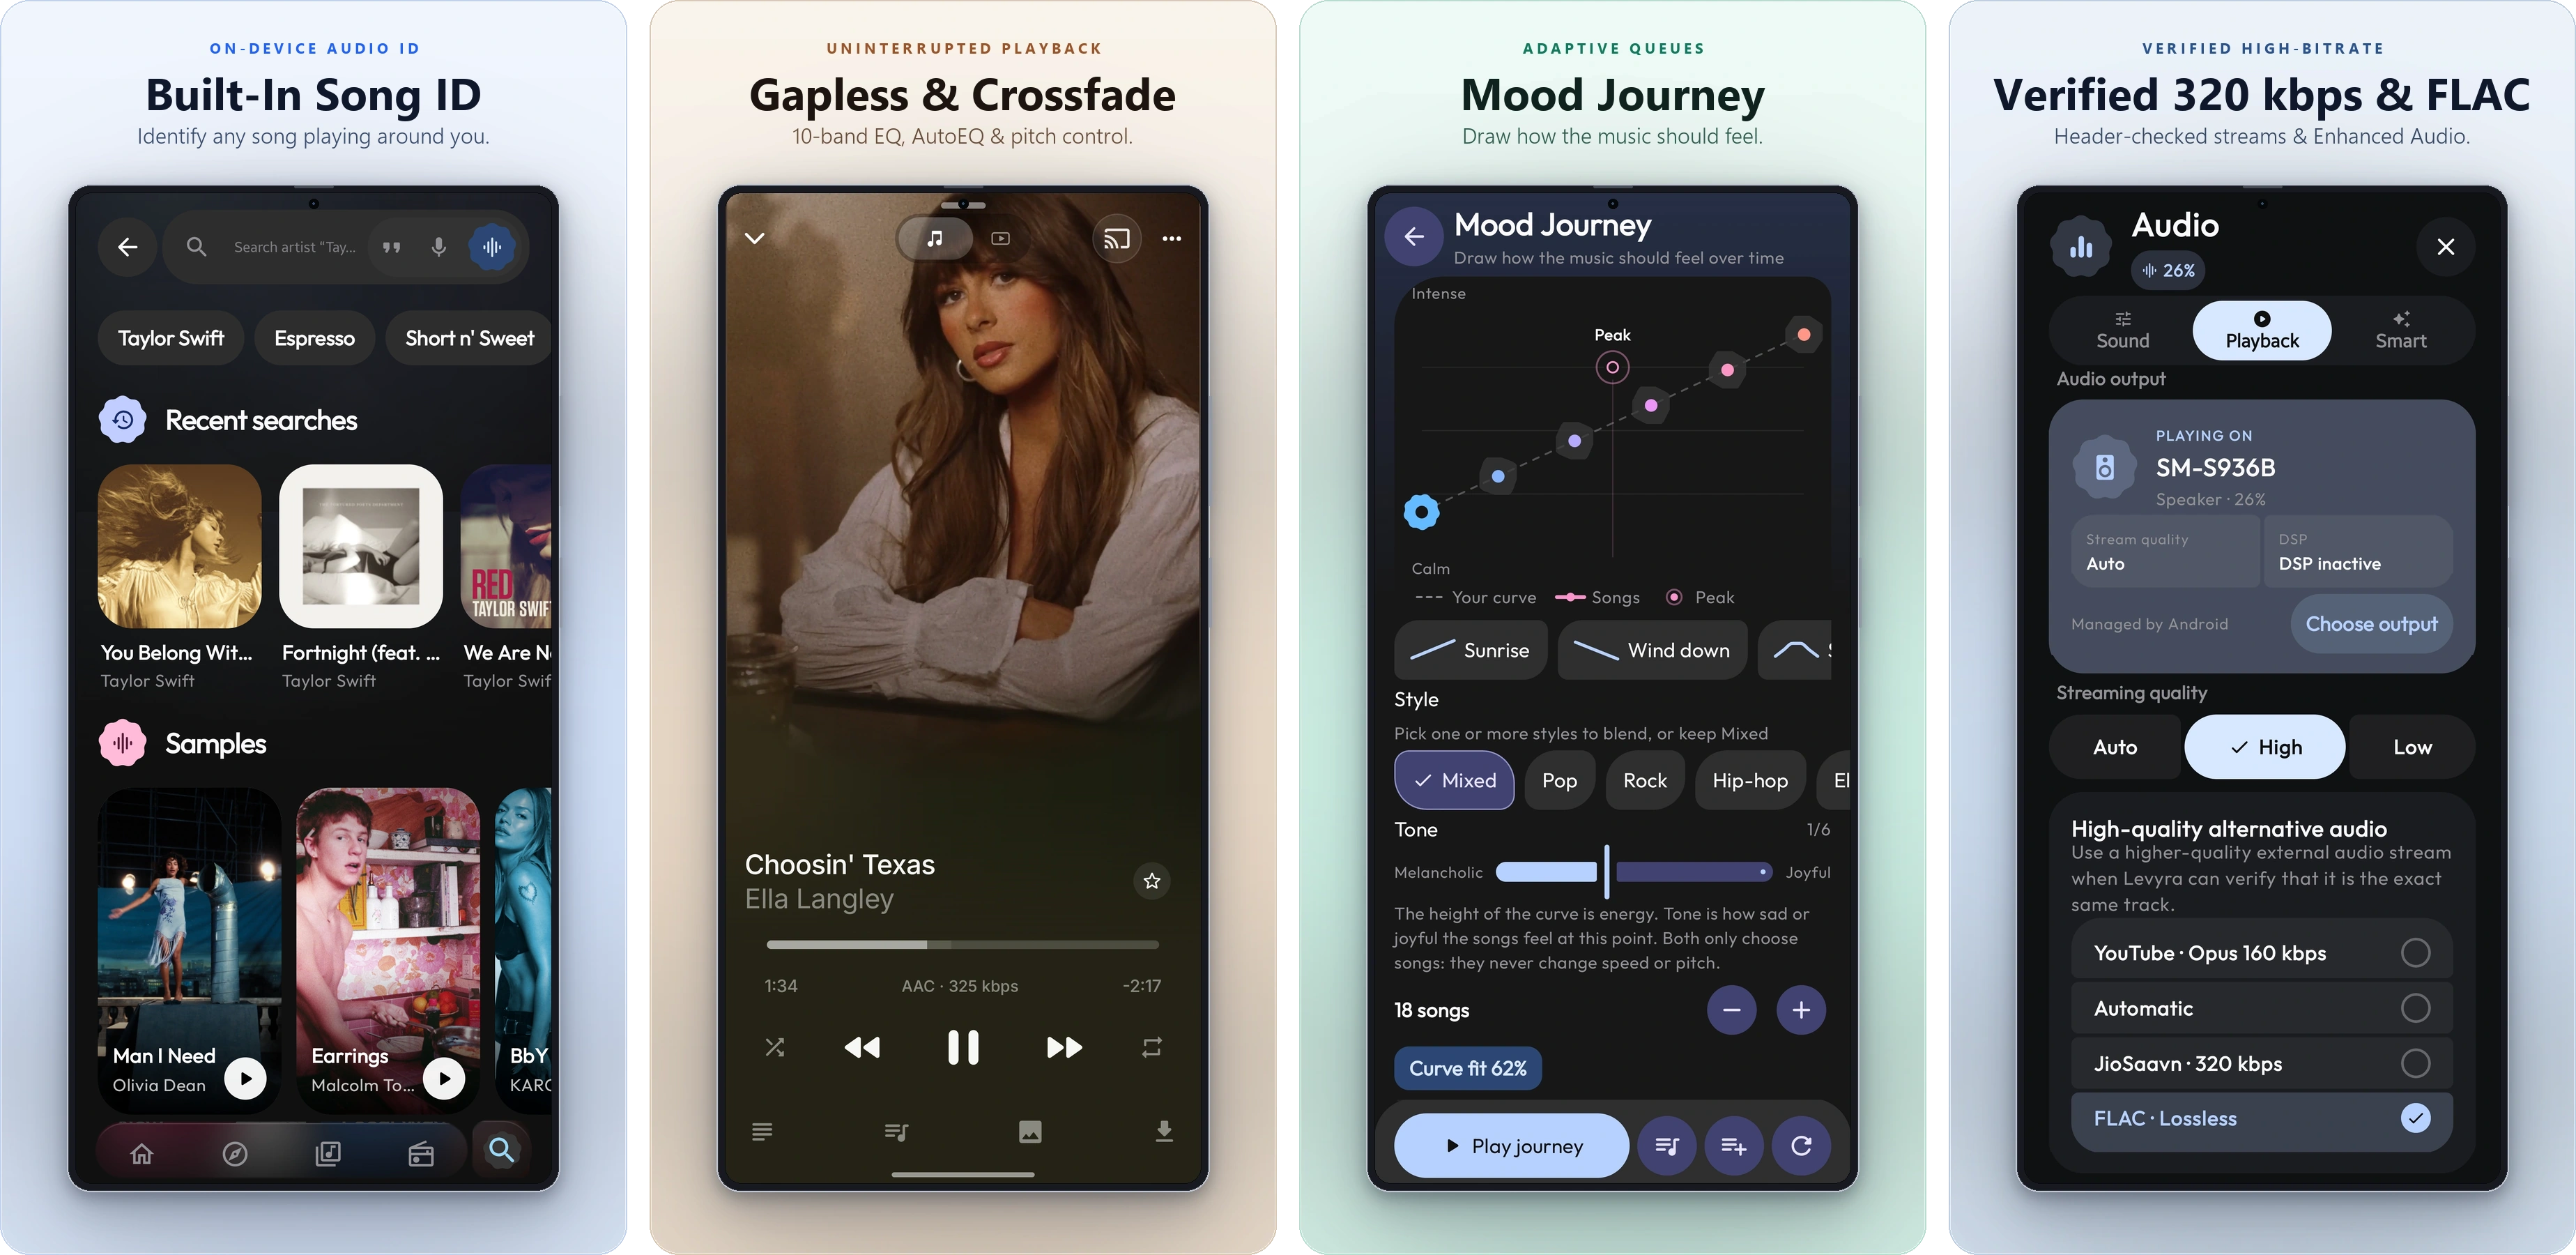 ON-DEVICE AUDIO ID
Built-In Song ID
Identify any song playing around you.
Search artist "Tay...
Taylor Swift
Espresso
Short n' Sweet
Recent searches
RED
TAYLOR SWIFT
You Belong Wit...
Taylor Swift
Fortnight (feat. ...
Taylor Swift
We Are N
Taylor Swif
Samples
Man I Need
Olivia Dean
Earrings
Malcolm To...
BbY
KARO
UNINTERRUPTED PLAYBACK
Gapless & Crossfade
10-band EQ, AutoEQ & pitch control.
Choosin' Texas
Ella Langley
1:34
AAC · 325 kbps
-2:17
ADAPTIVE QUEUES
Mood Journey
Draw how the music should feel.
Mood Journey
Draw how the music should feel over time
Intense
Peak
Calm
Your curve
Songs
Peak
Sunrise
Wind down
Style
Pick one or more styles to blend, or keep Mixed
Mixed
Pop
Rock
Hip-hop
El
Tone
1/6
Melancholic
Joyful
The height of the curve is energy. Tone is how sad or
joyful the songs feel at this point. Both only choose
songs: they never change speed or pitch.
18 songs
Curve fit 62%
Play journey
VERIFIED HIGH-BITRATE
Verified 320 kbps & FLAC
Header-checked streams & Enhanced Audio.
Audio
26%
Sound
Playback
Smart
Audio output
PLAYING ON
SM-S936B
Speaker · 26%
Stream quality
Auto
DSP
DSP inactive
Managed by Android
Choose output
Streaming quality
Auto
High
Low
High-quality alternative audio
Use a higher-quality external audio stream
when Levyra can verify that it is the exact
same track.
YouTube · Opus 160 kbps
Automatic
JioSaavn · 320 kbps
FLAC · Lossless